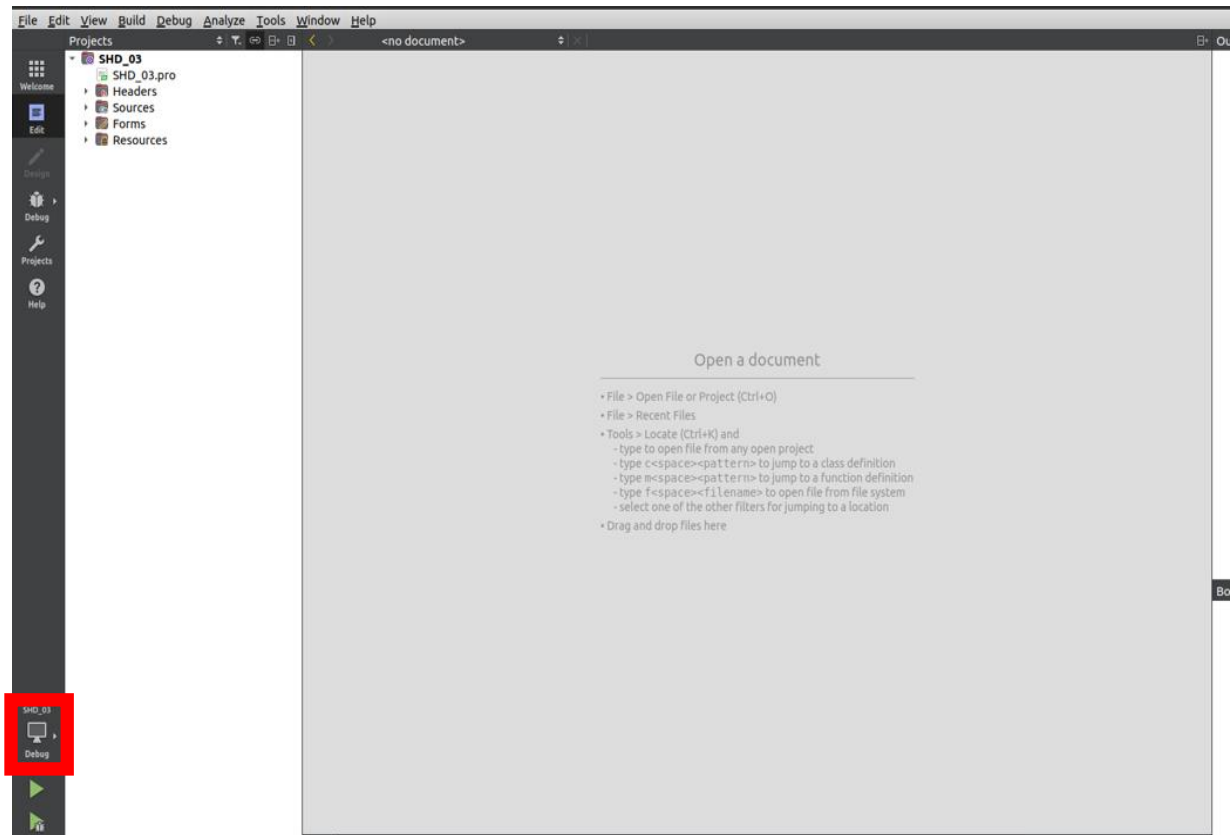 File Edit View Build Debug Analyze Tools Window Help
Projects
<no document>
Ou
Welcome
Edit
Design
Debug
Projects
Help
SHD_03
SHD_03.pro
Headers
Sources
Forms
Resources
Open a document
• File > Open File or Project (Ctrl+O)
• File > Recent Files
• Tools > Locate (Ctrl+K) and
- type to open file from any open project
- type c<space><pattern> to jump to a class definition
- type m<space><pattern> to jump to a function definition
- type f<space><filename> to open file from file system
- select one of the other filters for jumping to a location
• Drag and drop files here
Bo
SHD_03
Debug